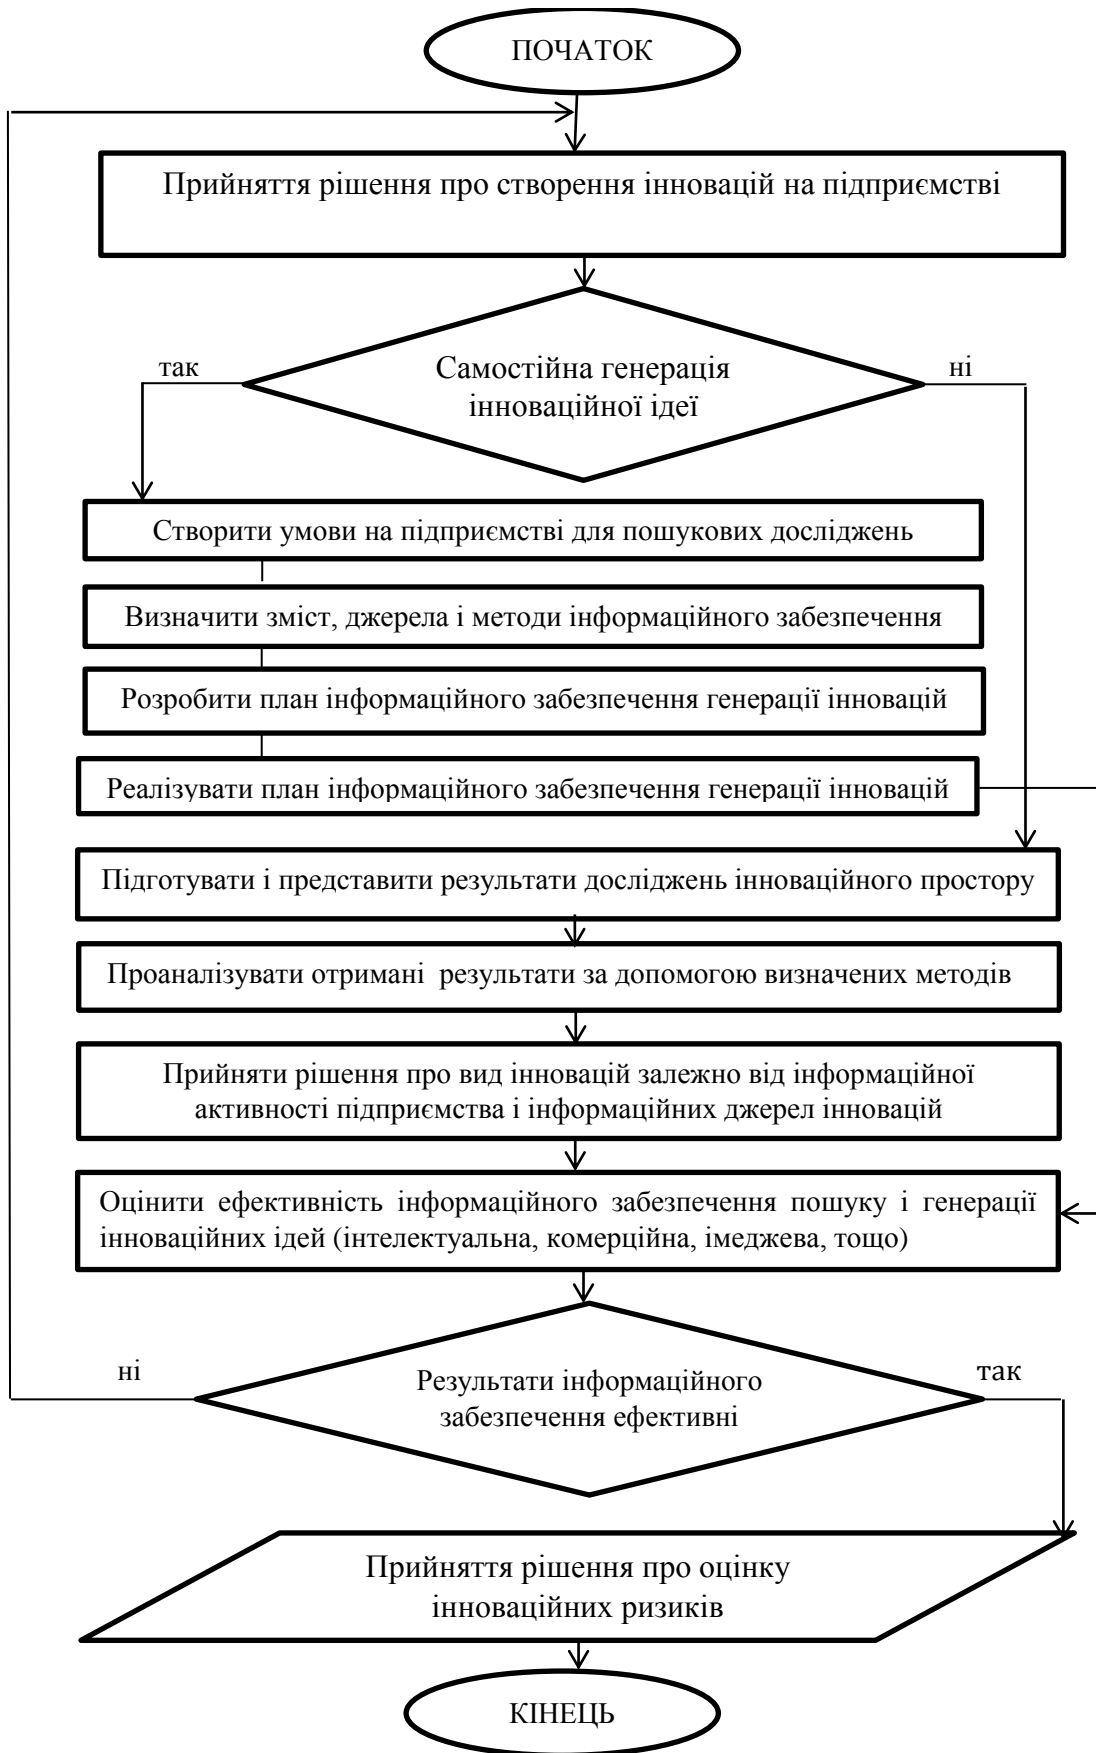 ПОЧАТОК
Прийняття рішення про створення інновацій на підприємстві
так
ні
Самостійна генерація
інноваційної ідеї
Створити умови на підприємстві для пошукових досліджень
Визначити зміст, джерела і методи інформаційного забезпечення
Розробити план інформаційного забезпечення генерації інновацій
Реалізувати план інформаційного забезпечення генерації інновацій
Підготувати і представити результати досліджень інноваційного простору
Проаналізувати отримані результати за допомогою визначених методів
Прийняти рішення про вид інновацій залежно від інформаційної
активності підприємства і інформаційних джерел інновацій
Оцінити ефективність інформаційного забезпечення пошуку і генерації
інноваційних ідей (інтелектуальна, комерційна, імеджева, тощо)
ні
так
Результати інформаційного
забезпечення ефективні
Прийняття рішення про оцінку
інноваційних ризиків
КІНЕЦЬ